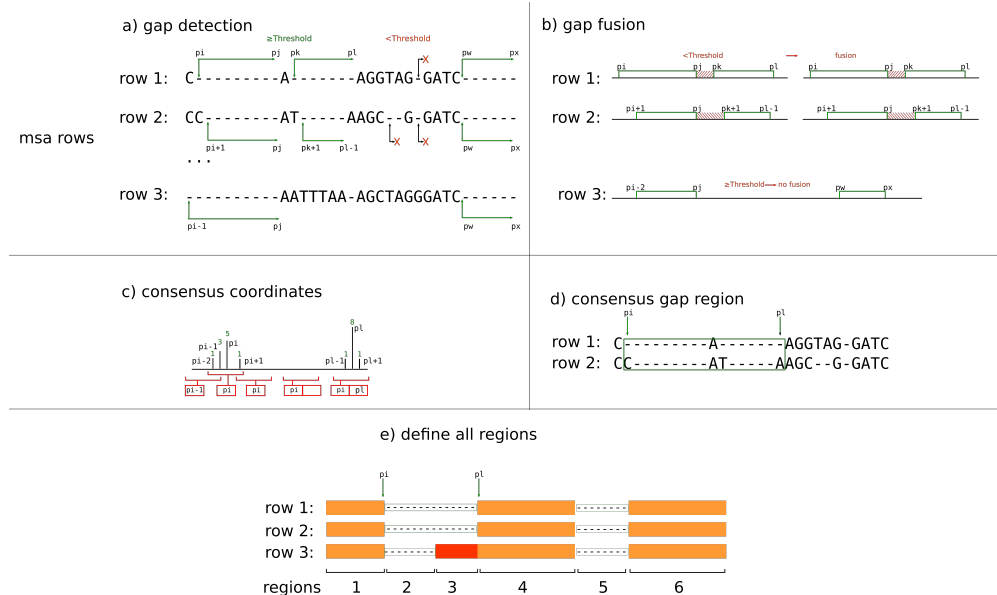 a) gap detection
≥Threshold
<Threshold
pi pj pk pl X pw px
row 1: C---------A--------AGGTAG-GATC------
msa rows
row 2: CC--------AT-----AAGC--G-GATC------
pi+1 pj pk+1 pl-1 X X pw px
...
row 3: ----------AATTTAA-AGCTAGGGATC------
pi-1 pj pw px
b) gap fusion
<Threshold fusion
pi pj pk pl pi pj pk pl
row 1:
pi+1 pj pk+1 pl-1 pi+1 pj pk+1 pl-1
row 2:
≥Threshold no fusion
pi-2 pj pw px
row 3:
c) consensus coordinates
8
5 pl
pi-1 3 pi
pi-2 1 1 pi+1 pl-1 1 1 pl+1
pi-1 pi pi pi pi pl
d) consensus gap region
pi pl
row 1: C---------A-------AGGTAG-GATC
row 2: CC--------AT-----AAGC--G-GATC
e) define all regions
pi pl
row 1:
row 2:
row 3:
regions 1 2 3 4 5 6